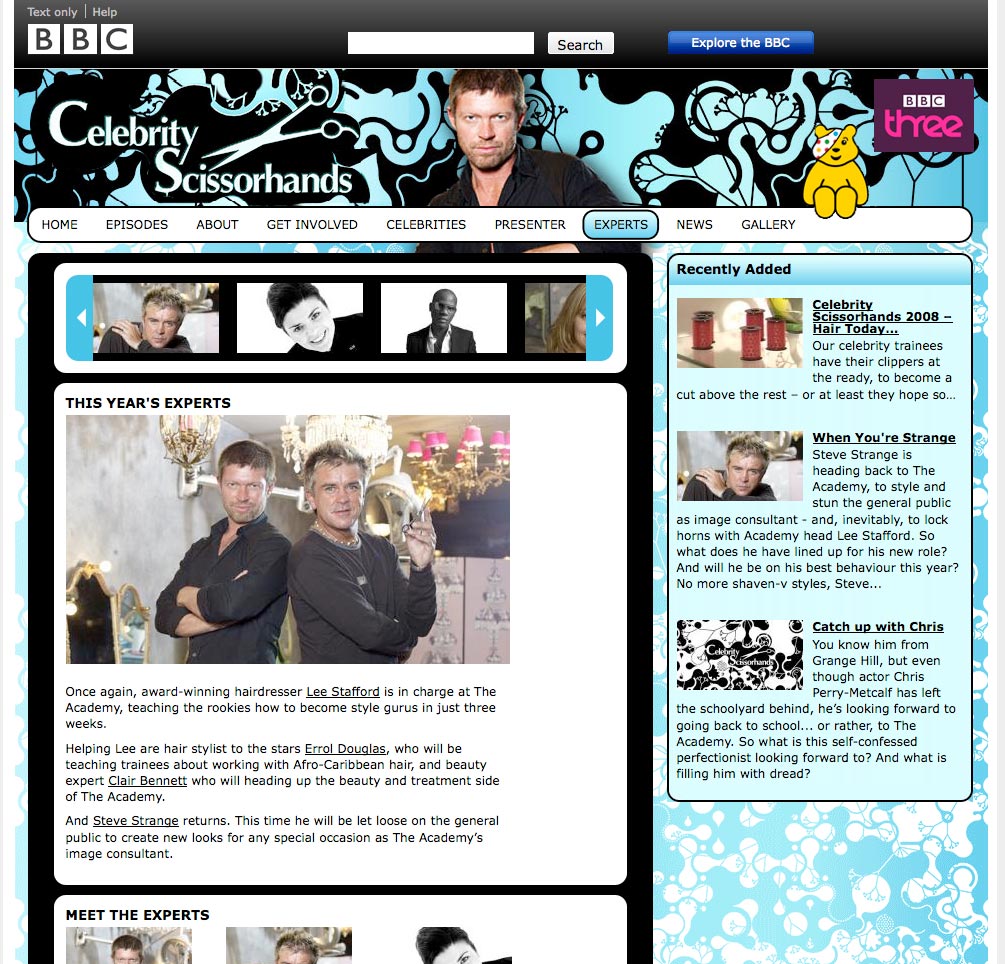 Text only | Help
BBC
Search
Explore the BBC
Celebrity
Scissorhands
BBC
three
HOME EPISODES ABOUT GET INVOLVED CELEBRITIES PRESENTER EXPERTS NEWS GALLERY
THIS YEAR'S EXPERTS
Once again, award-winning hairdresser Lee Stafford is in charge at The
Academy, teaching the rookies how to become style gurus in just three
weeks.
Helping Lee are hair stylist to the stars Errol Douglas, who will be
teaching trainees about working with Afro-Caribbean hair, and beauty
expert Clair Bennett who will heading up the beauty and treatment side
of The Academy.
And Steve Strange returns. This time he will be let loose on the general
public to create new looks for any special occasion as The Academy’s
image consultant.
MEET THE EXPERTS
Recently Added
Celebrity
Scissorhands 2008 –
Hair Today...
Our celebrity trainees
have their clippers at
the ready, to become a
cut above the rest – or at least they hope so...
When You're Strange
Steve Strange is
heading back to The
Academy, to style and
stun the general public
as image consultant - and, inevitably, to lock
horns with Academy head Lee Stafford. So
what does he have lined up for his new role?
And will he be on his best behaviour this year?
No more shaven-v styles, Steve...
Celebrity
Scissorhands
Catch up with Chris
You know him from
Grange Hill, but even
though actor Chris
Perry-Metcalf has left
the schoolyard behind, he’s looking forward to
going back to school... or rather, to The
Academy. So what is this self-confessed
perfectionist looking forward to? And what is
filling him with dread?